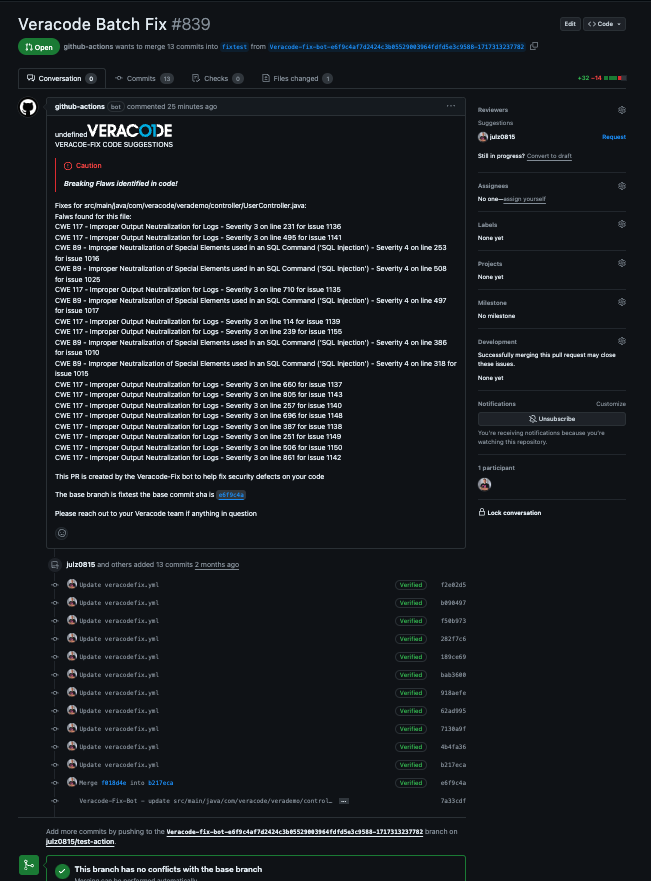 Veracode Batch Fix #839
Edit
<> Code
Open
github-actions wants to merge 13 commits into fixtest from Veracode-fix-bot-e6f9c4af7d2424c3b05529003964fdfd5e3c9588-1717313237782
Conversation 0
Commits 13
Checks 0
Files changed 1
+32 −14
github-actions bot commented 25 minutes ago
undefined VERACODE
VERACOE-FIX CODE SUGGESTIONS
Caution
Breaking Flaws identified in code!
Fixes for src/main/java/com/veracode/verademo/controller/UserController.java:
Falws found for this file:
CWE 117 - Improper Output Neutralization for Logs - Severity 3 on line 231 for issue 1136
CWE 117 - Improper Output Neutralization for Logs - Severity 3 on line 495 for issue 1141
CWE 89 - Improper Neutralization of Special Elements used in an SQL Command ('SQL Injection') - Severity 4 on line 253
for issue 1016
CWE 89 - Improper Neutralization of Special Elements used in an SQL Command ('SQL Injection') - Severity 4 on line 508
for issue 1025
CWE 117 - Improper Output Neutralization for Logs - Severity 3 on line 710 for issue 1135
CWE 89 - Improper Neutralization of Special Elements used in an SQL Command ('SQL Injection') - Severity 4 on line 497
for issue 1017
CWE 117 - Improper Output Neutralization for Logs - Severity 3 on line 114 for issue 1139
CWE 117 - Improper Output Neutralization for Logs - Severity 3 on line 239 for issue 1155
CWE 89 - Improper Neutralization of Special Elements used in an SQL Command ('SQL Injection') - Severity 4 on line 386
for issue 1010
CWE 89 - Improper Neutralization of Special Elements used in an SQL Command ('SQL Injection') - Severity 4 on line 318 for
issue 1015
CWE 117 - Improper Output Neutralization for Logs - Severity 3 on line 660 for issue 1137
CWE 117 - Improper Output Neutralization for Logs - Severity 3 on line 805 for issue 1143
CWE 117 - Improper Output Neutralization for Logs - Severity 3 on line 257 for issue 1140
CWE 117 - Improper Output Neutralization for Logs - Severity 3 on line 696 for issue 1148
CWE 117 - Improper Output Neutralization for Logs - Severity 3 on line 387 for issue 1138
CWE 117 - Improper Output Neutralization for Logs - Severity 3 on line 251 for issue 1149
CWE 117 - Improper Output Neutralization for Logs - Severity 3 on line 506 for issue 1150
CWE 117 - Improper Output Neutralization for Logs - Severity 3 on line 861 for issue 1142
This PR is created by the Veracode-Fix bot to help fix security defects on your code
The base branch is fixtest the base commit sha is e6f9c4a
Please reach out to your Veracode team if anything in question
julz0815 and others added 13 commits 2 months ago
Update veracodefix.yml Verified f2e02d5
Update veracodefix.yml Verified b090497
Update veracodefix.yml Verified f50b973
Update veracodefix.yml Verified 282f7c6
Update veracodefix.yml Verified 189ce69
Update veracodefix.yml Verified bab3600
Update veracodefix.yml Verified 918aefe
Update veracodefix.yml Verified 62ad995
Update veracodefix.yml Verified 7130a9f
Update veracodefix.yml Verified 4b4fa36
Update veracodefix.yml Verified b217eca
Merge f018d4e into b217eca Verified e6f9c4a
Veracode-Fix-Bot - update src/main/java/com/veracode/verademo/control… 7a33cdf
Add more commits by pushing to the Veracode-fix-bot-e6f9c4af7d2424c3b05529003964fdfd5e3c9588-1717313237782 branch on
julz0815/test-action.
This branch has no conflicts with the base branch
Merging can be performed automatically.
Reviewers
Suggestions
julz0815 Request
Still in progress? Convert to draft
Assignees
No one—assign yourself
Labels
None yet
Projects
None yet
Milestone
No milestone
Development
Successfully merging this pull request may close
these issues.
None yet
Notifications Customize
Unsubscribe
You're receiving notifications because you're
watching this repository.
1 participant
Lock conversation